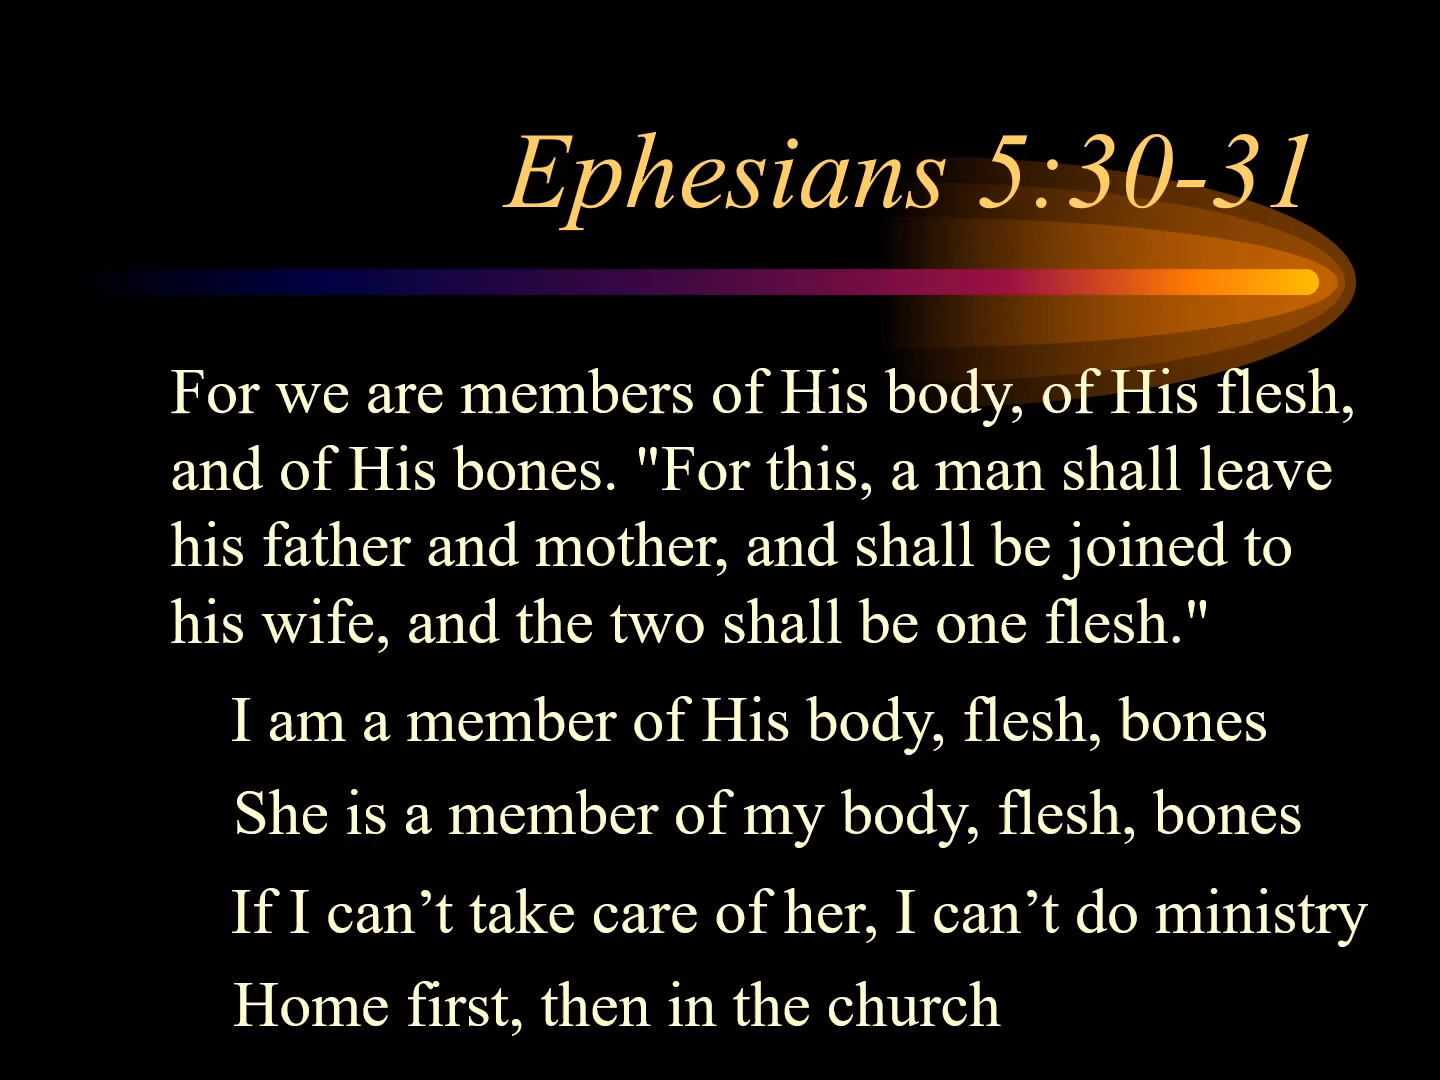 Ephesians 5:30-31
For we are members of His body, of His flesh,
and of His bones. "For this, a man shall leave
his father and mother, and shall be joined to
his wife, and the two shall be one flesh."
I am a member of His body, flesh, bones
She is a member of my body, flesh, bones
If I can’t take care of her, I can’t do ministry
Home first, then in the church